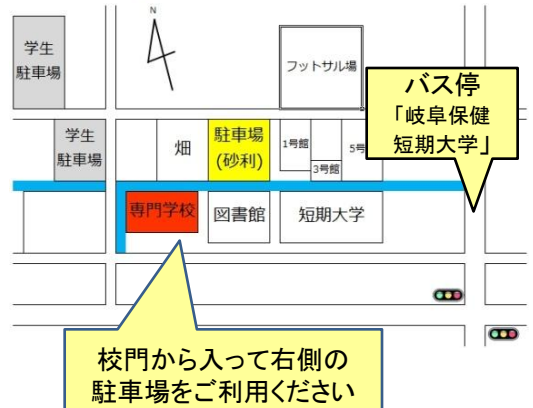 N
学生
駐車場
フットサル場
バス停
「岐阜保健
短期大学」
学生
駐車場
畑
駐車場
(砂利)
1号館
3号館
5号
専門学校
図書館
短期大学
校門から入って右側の
駐車場をご利用ください